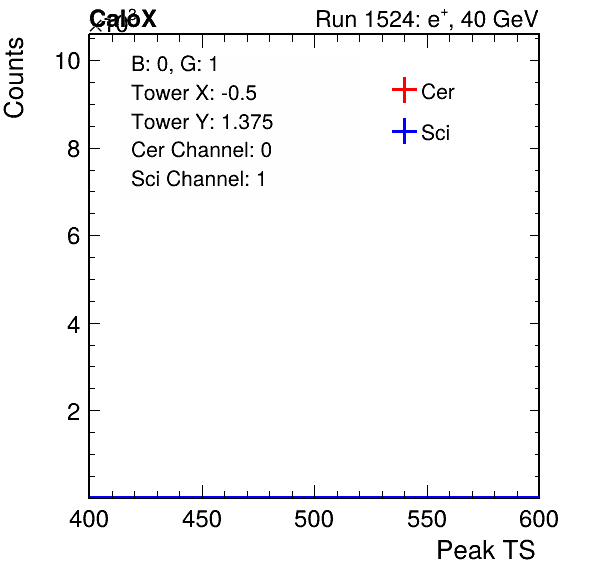 CaloX Run 1524: e⁺, 40 GeV
×10³
Counts
B: 0, G: 1
Tower X: -0.5
Tower Y: 1.375
Cer Channel: 0
Sci Channel: 1
Cer
Sci
10
8
6
4
2
400 450 500 550 600
Peak TS